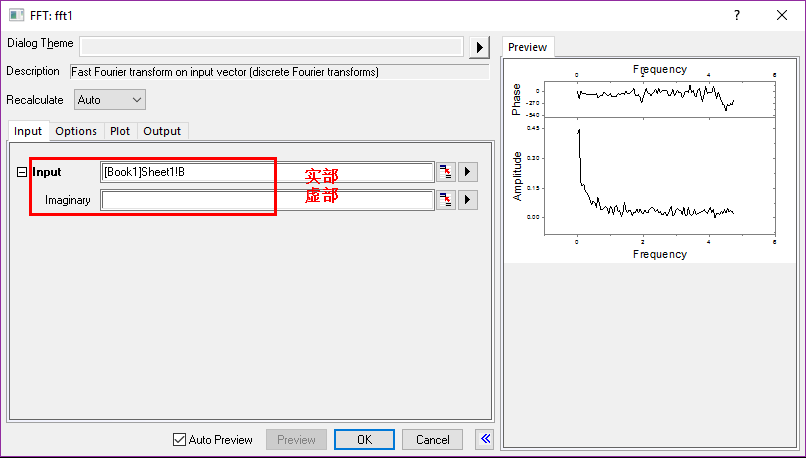 FFT: fft1
?
Dialog Theme
Description
Fast Fourier transform on input vector (discrete Fourier transforms)
Recalculate
Auto
Input
Options
Plot
Output
Input
[Book1]Sheet1!B
实部
Imaginary
虚部
Auto Preview
Preview
OK
Cancel
Preview
Frequency
0 2 4 6
Phase
0
-270
-540
Amplitude
0.45
0.30
0.15
0.00
0 2 4 6
Frequency